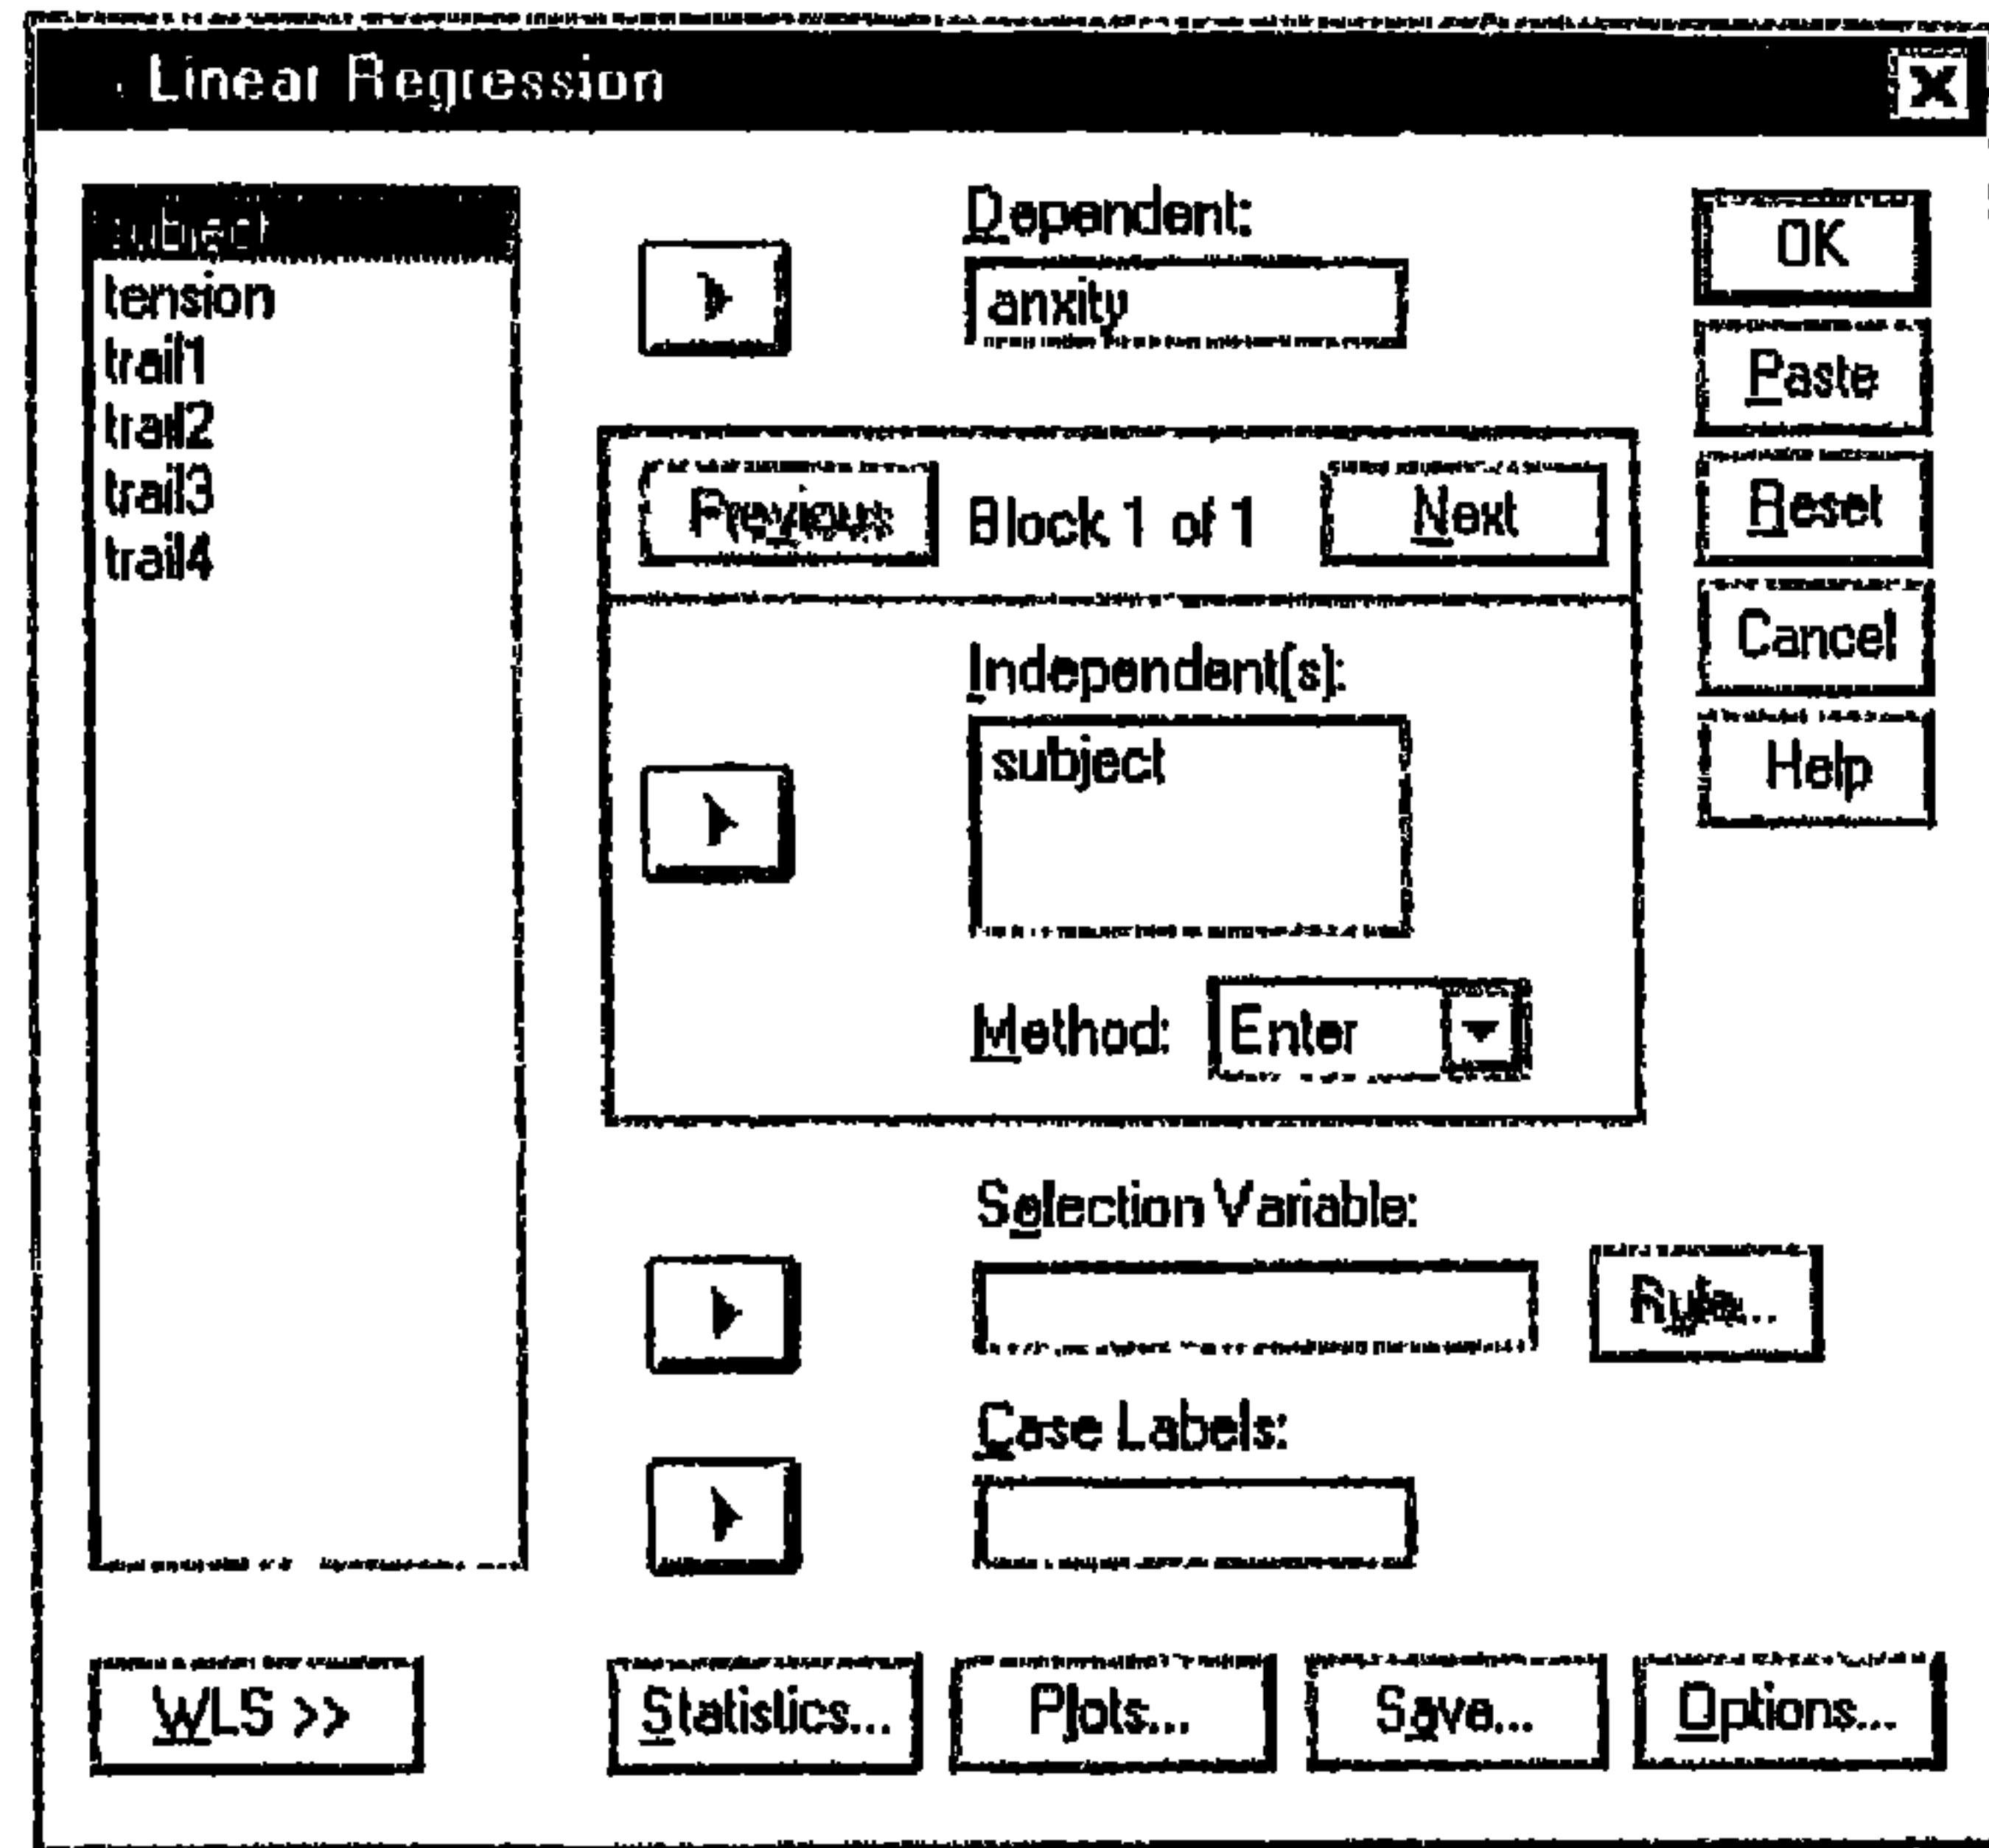 Linear Regression
subject
tension
trail1
trail2
trail3
trail4
Dependent:
anxity
Previous
Block 1 of 1
Next
Independent(s):
subject
Method:
Enter
Selection Variable:
Rule...
Case Labels:
OK
Paste
Reset
Cancel
Help
WLS >>
Statistics...
Plots...
Save...
Options...